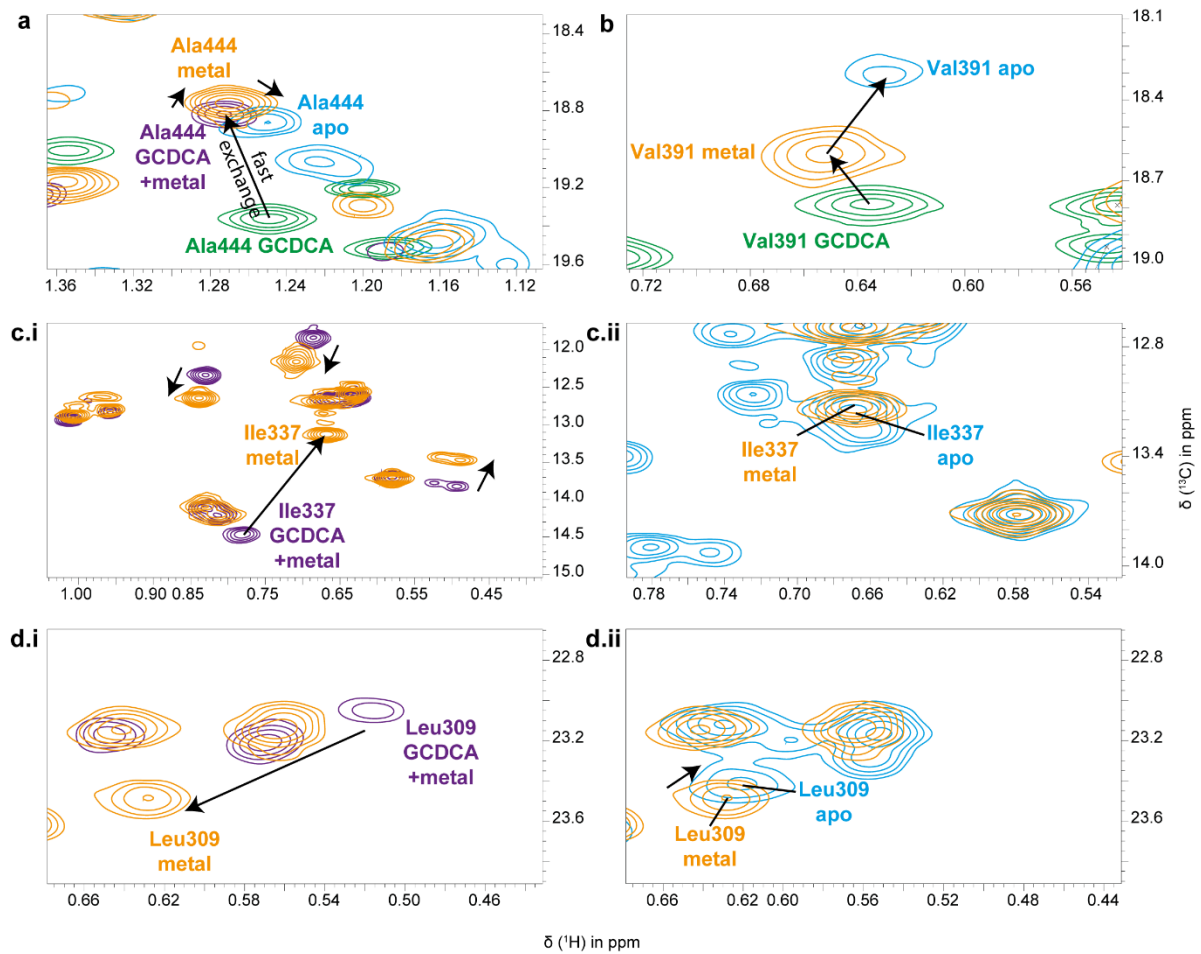 a
Ala444
metal
Ala444
apo
Ala444
GCDCA
+metal
fast
exchange
Ala444 GCDCA
18.4
18.8
19.2
19.6
1.36
1.32
1.28
1.24
1.20
1.16
1.12
b
Val391 apo
Val391 metal
Val391 GCDCA
18.1
18.4
18.7
19.0
0.72
0.68
0.64
0.60
0.56
c.i
Ile337
metal
Ile337
GCDCA
+metal
12.0
12.5
13.0
13.5
14.0
14.5
15.0
1.00
0.90
0.85
0.75
0.65
0.55
0.45
c.ii
Ile337
metal
Ile337
apo
12.8
13.4
14.0
0.78
0.74
0.70
0.66
0.62
0.58
0.54
d.i
Leu309
GCDCA
+metal
Leu309
metal
22.8
23.2
23.6
0.66
0.62
0.58
0.54
0.50
0.46
d.ii
Leu309
apo
Leu309
metal
22.8
23.2
23.6
0.66
0.62
0.60
0.56
0.52
0.48
0.44
δ (¹³C) in ppm
δ (¹H) in ppm